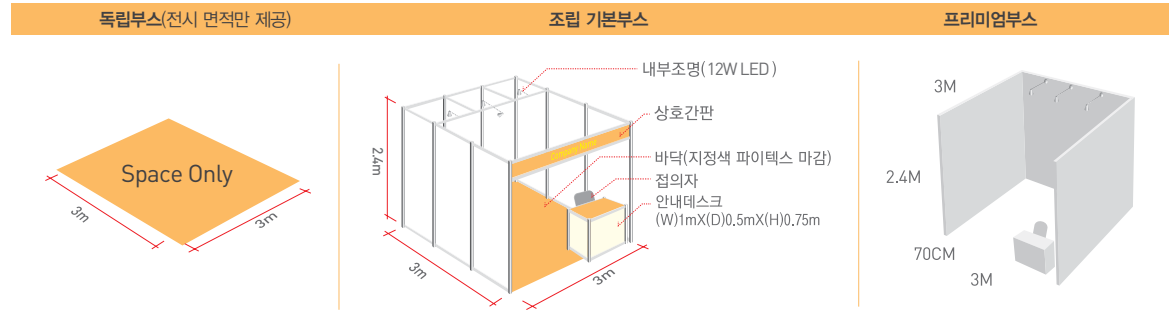 독립부스(전시 면적만 제공)
조립 기본부스
프리미엄부스
Space Only
3m
3m
내부조명(12W LED )
상호간판
Company Name
바닥(지정색 파이텍스 마감)
접의자
안내데스크
(W)1mX(D)0.5mX(H)0.75m
2.4m
3m
3m
3M
2.4M
70CM
3M